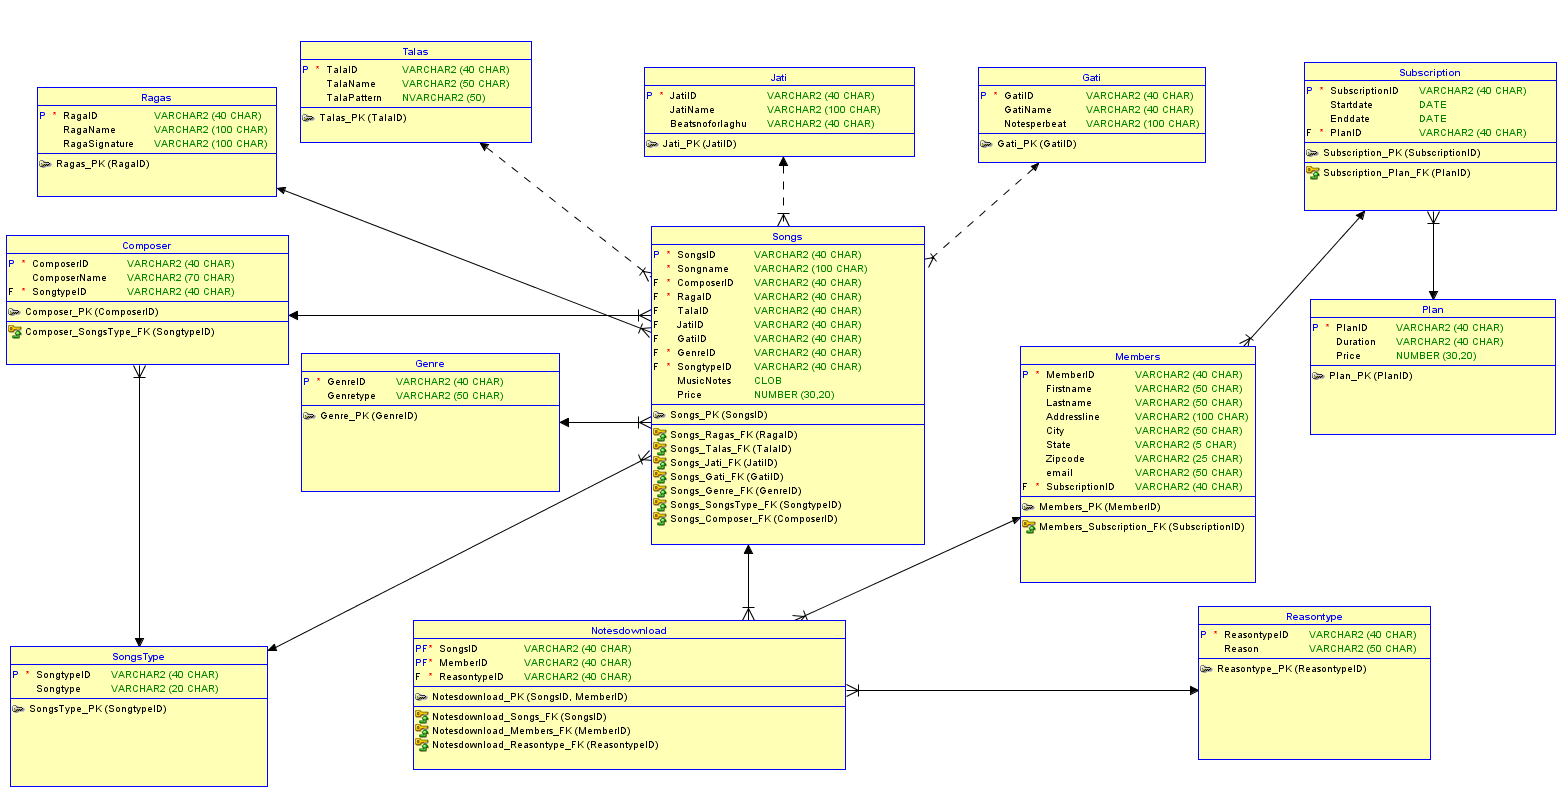 Talas
P * TalaID VARCHAR2 (40 CHAR)
TalaName VARCHAR2 (50 CHAR)
TalaPattern NVARCHAR2 (50)
Talas_PK (TalaID)
Ragas
P * RagaID VARCHAR2 (40 CHAR)
RagaName VARCHAR2 (100 CHAR)
RagaSignature VARCHAR2 (100 CHAR)
Ragas_PK (RagaID)
Jati
P * JatiID VARCHAR2 (40 CHAR)
JatiName VARCHAR2 (100 CHAR)
Beatsnoforlaghu VARCHAR2 (40 CHAR)
Jati_PK (JatiID)
Gati
P * GatiID VARCHAR2 (40 CHAR)
GatiName VARCHAR2 (40 CHAR)
Notesperbeat VARCHAR2 (100 CHAR)
Gati_PK (GatiID)
Subscription
P * SubscriptionID VARCHAR2 (40 CHAR)
Startdate DATE
Enddate DATE
F * PlanID VARCHAR2 (40 CHAR)
Subscription_PK (SubscriptionID)
Subscription_Plan_FK (PlanID)
Composer
P * ComposerID VARCHAR2 (40 CHAR)
ComposerName VARCHAR2 (70 CHAR)
F * SongtypeID VARCHAR2 (40 CHAR)
Composer_PK (ComposerID)
Composer_SongsType_FK (SongtypeID)
Songs
P * SongsID VARCHAR2 (40 CHAR)
* Songname VARCHAR2 (100 CHAR)
F * ComposerID VARCHAR2 (40 CHAR)
F * RagaID VARCHAR2 (40 CHAR)
F TalaID VARCHAR2 (40 CHAR)
F JatiID VARCHAR2 (40 CHAR)
F GatiID VARCHAR2 (40 CHAR)
F * GenreID VARCHAR2 (40 CHAR)
F * SongtypeID VARCHAR2 (40 CHAR)
MusicNotes CLOB
Price NUMBER (30,20)
Songs_PK (SongsID)
Songs_Ragas_FK (RagaID)
Songs_Talas_FK (TalaID)
Songs_Jati_FK (JatiID)
Songs_Gati_FK (GatiID)
Songs_Genre_FK (GenreID)
Songs_SongsType_FK (SongtypeID)
Songs_Composer_FK (ComposerID)
Genre
P * GenreID VARCHAR2 (40 CHAR)
Genretype VARCHAR2 (50 CHAR)
Genre_PK (GenreID)
Plan
P * PlanID VARCHAR2 (40 CHAR)
Duration VARCHAR2 (40 CHAR)
Price NUMBER (30,20)
Plan_PK (PlanID)
Members
P * MemberID VARCHAR2 (40 CHAR)
Firstname VARCHAR2 (50 CHAR)
Lastname VARCHAR2 (50 CHAR)
Addressline VARCHAR2 (100 CHAR)
City VARCHAR2 (50 CHAR)
State VARCHAR2 (5 CHAR)
Zipcode VARCHAR2 (25 CHAR)
email VARCHAR2 (50 CHAR)
F * SubscriptionID VARCHAR2 (40 CHAR)
Members_PK (MemberID)
Members_Subscription_FK (SubscriptionID)
SongsType
P * SongtypeID VARCHAR2 (40 CHAR)
Songtype VARCHAR2 (20 CHAR)
SongsType_PK (SongtypeID)
Notesdownload
PF* SongsID VARCHAR2 (40 CHAR)
PF* MemberID VARCHAR2 (40 CHAR)
F * ReasontypeID VARCHAR2 (40 CHAR)
Notesdownload_PK (SongsID, MemberID)
Notesdownload_Songs_FK (SongsID)
Notesdownload_Members_FK (MemberID)
Notesdownload_Reasontype_FK (ReasontypeID)
Reasontype
P * ReasontypeID VARCHAR2 (40 CHAR)
Reason VARCHAR2 (50 CHAR)
Reasontype_PK (ReasontypeID)